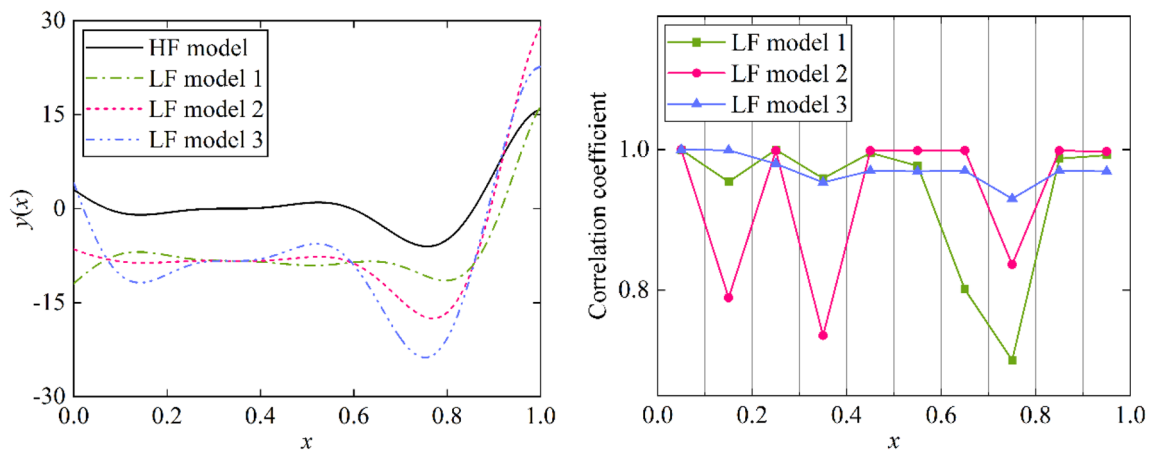 30
15
0
-15
-30
y(x)
HF model
LF model 1
LF model 2
LF model 3
0.0 0.2 0.4 0.6 0.8 1.0
x
Correlation coefficient
1.0
0.8
LF model 1
LF model 2
LF model 3
0.0 0.2 0.4 0.6 0.8 1.0
x